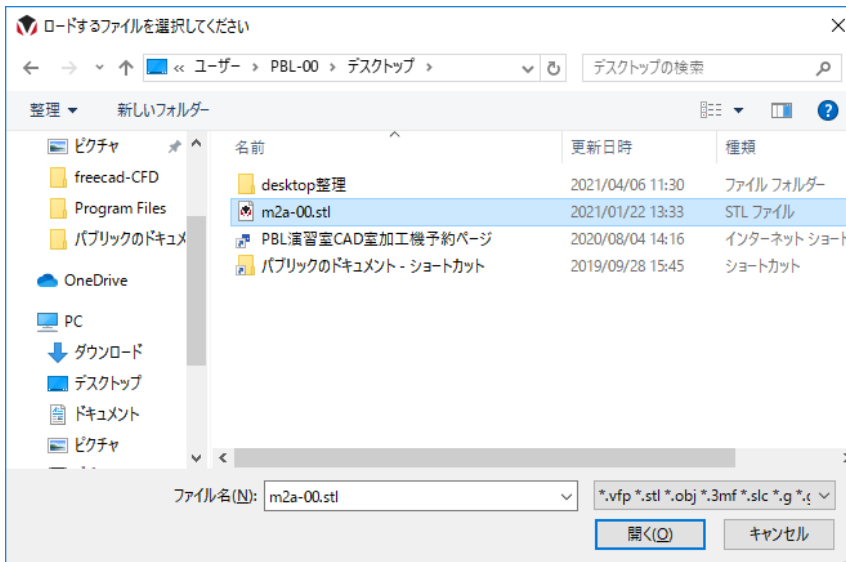 ロードするファイルを選択してください
« ユーザー > PBL-00 > デスクトップ >
デスクトップの検索
整理 新しいフォルダー
ピクチャ
freecad-CFD
Program Files
パブリックのドキュメ
OneDrive
PC
ダウンロード
デスクトップ
ドキュメント
ピクチャ
名前 更新日時 種類
desktop整理 2021/04/06 11:30 ファイル フォルダー
m2a-00.stl 2021/01/22 13:33 STL ファイル
PBL演習室CAD室加工機予約ページ 2020/08/04 14:16 インターネット ショート
パブリックのドキュメント - ショートカット 2019/09/28 15:45 ショートカット
ファイル名(N): m2a-00.stl *.vfp *.stl *.obj *.3mf *.slc *.g
開く(O) キャンセル